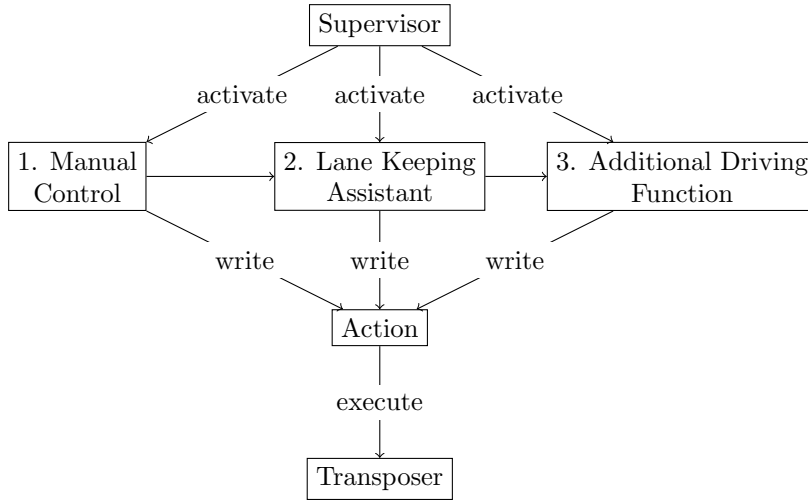 Supervisor
activate activate activate
1. Manual
Control
2. Lane Keeping
Assistant
3. Additional Driving
Function
write write write
Action
execute
Transposer